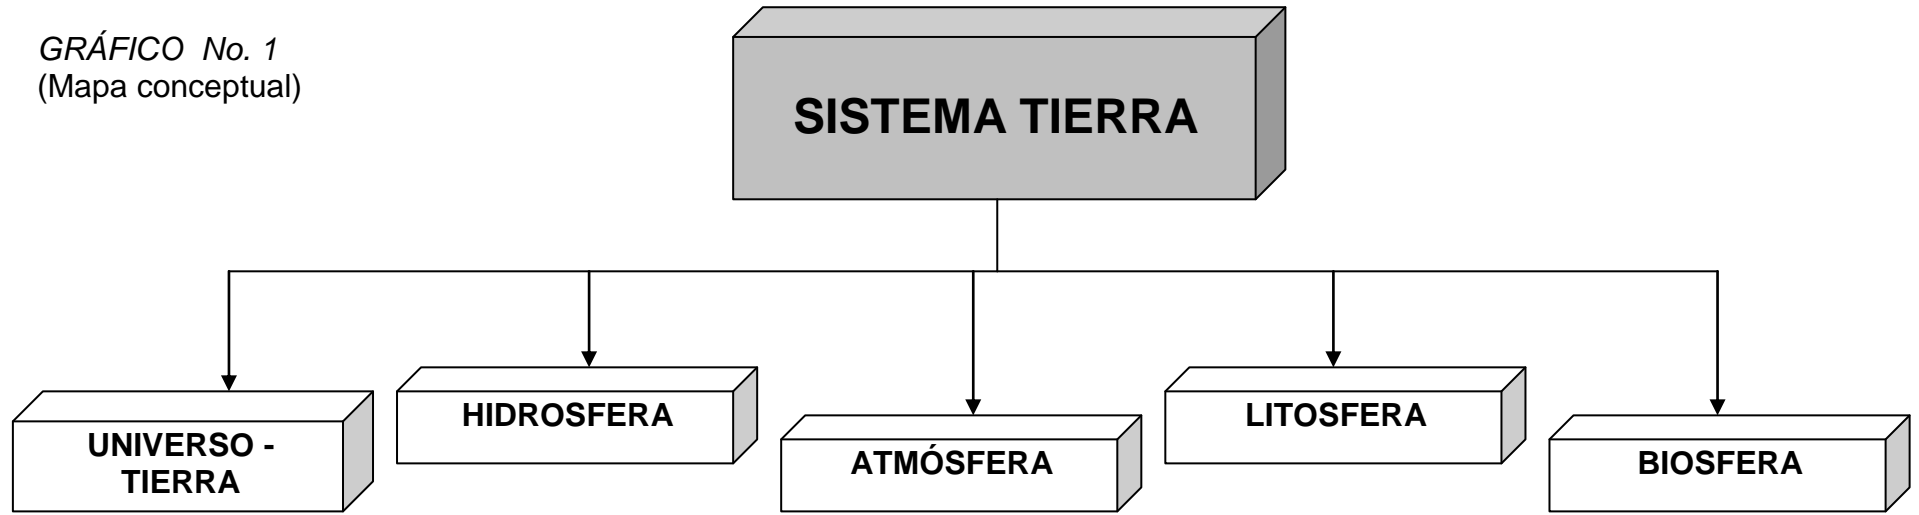 GRÁFICO No. 1
(Mapa conceptual)
SISTEMA TIERRA
UNIVERSO -
TIERRA
HIDROSFERA
ATMÓSFERA
LITOSFERA
BIOSFERA